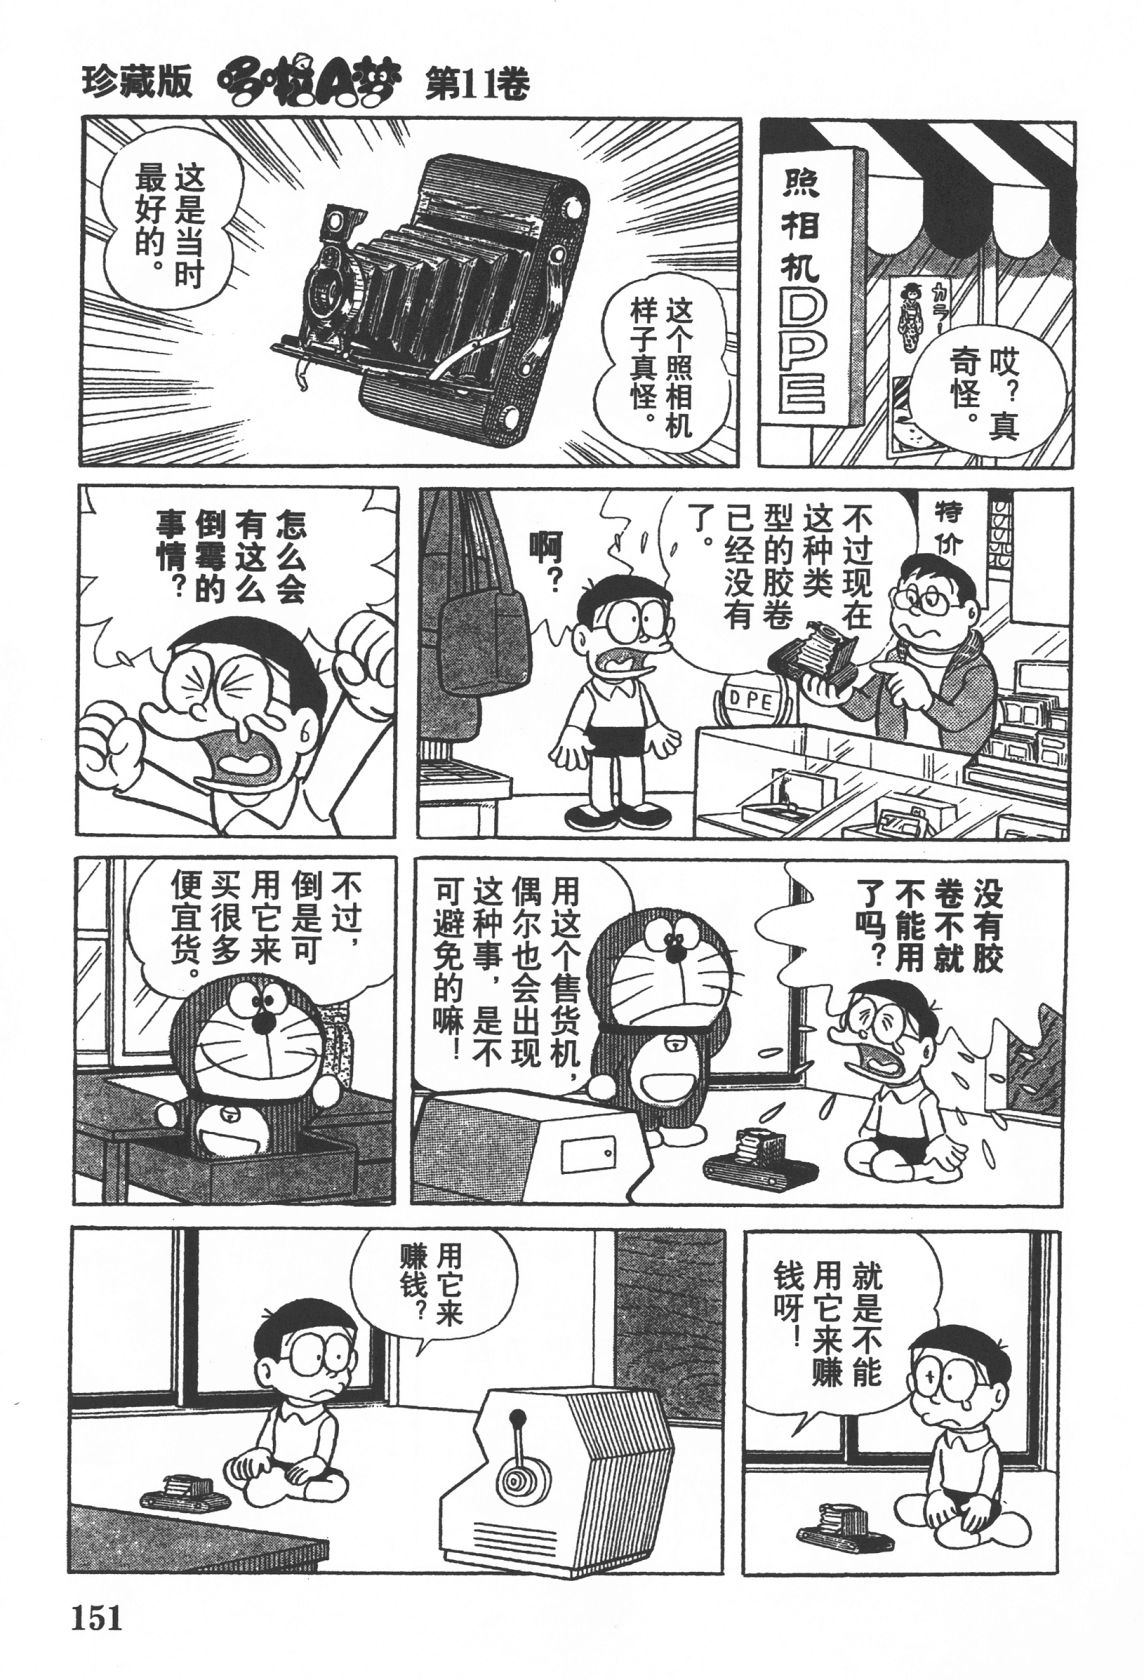 珍藏版 哆啦A梦 第11卷
照相机DPE
カラー
哎？真
奇怪。
这个照相机
样子真怪。
这是当时
最好的。
特价
不过现在
这种类
型的胶卷
已经没有
了。
DPE
啊？
怎么会
有这么
倒霉的
事情？
没有胶
卷不就
不能用
了吗？
用这个售货机，
偶尔也会出现
这种事，是不
可避免的嘛！
不过，
倒是可
用它来
买很多
便宜货。
就是不能
用它来赚
钱呀！
用它来
赚钱？
151